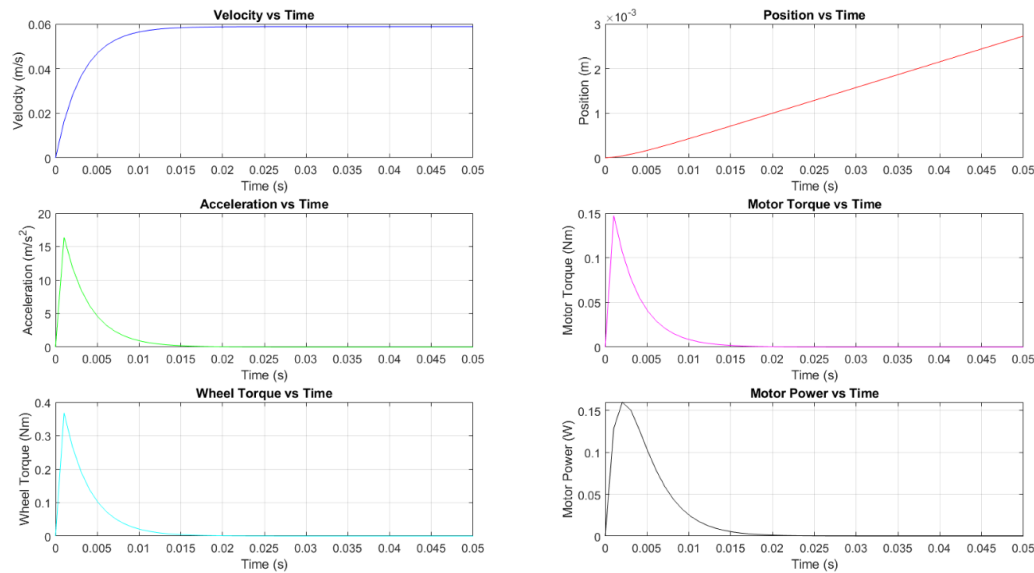 Velocity vs Time
Velocity (m/s)
0.06
0.04
0.02
0
0 0.005 0.01 0.015 0.02 0.025 0.03 0.035 0.04 0.045 0.05
Time (s)
Position vs Time
×10⁻³
Position (m)
3
2
1
0
0 0.005 0.01 0.015 0.02 0.025 0.03 0.035 0.04 0.045 0.05
Time (s)
Acceleration vs Time
Acceleration (m/s²)
20
15
10
5
0
0 0.005 0.01 0.015 0.02 0.025 0.03 0.035 0.04 0.045 0.05
Time (s)
Motor Torque vs Time
Motor Torque (Nm)
0.15
0.1
0.05
0
0 0.005 0.01 0.015 0.02 0.025 0.03 0.035 0.04 0.045 0.05
Time (s)
Wheel Torque vs Time
Wheel Torque (Nm)
0.4
0.3
0.2
0.1
0
0 0.005 0.01 0.015 0.02 0.025 0.03 0.035 0.04 0.045 0.05
Time (s)
Motor Power vs Time
Motor Power (W)
0.15
0.1
0.05
0
0 0.005 0.01 0.015 0.02 0.025 0.03 0.035 0.04 0.045 0.05
Time (s)